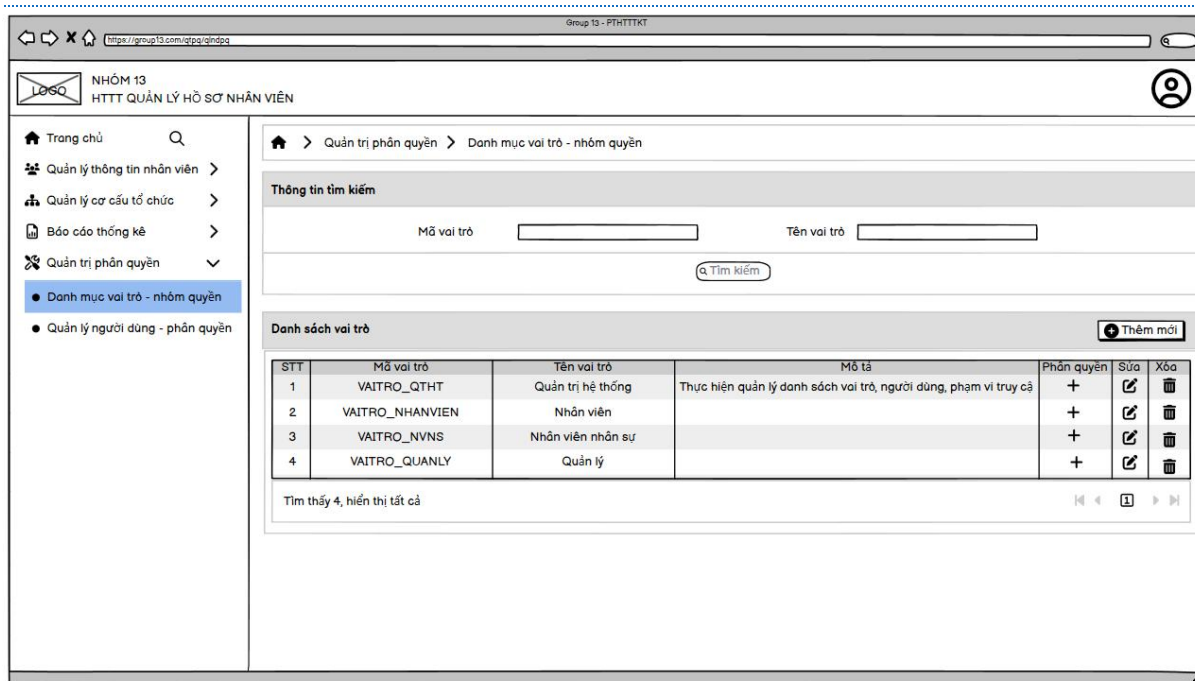 Group 13 - PTHTTTKT
https://group13.com/qtpq/qlndpq
LOGO
NHÓM 13
HTTT QUẢN LÝ HỒ SƠ NHÂN VIÊN
Trang chủ
Quản lý thông tin nhân viên
Quản lý cơ cấu tổ chức
Báo cáo thống kê
Quản trị phân quyền
Danh mục vai trò - nhóm quyền
Quản lý người dùng - phân quyền
Quản trị phân quyền > Danh mục vai trò - nhóm quyền
Thông tin tìm kiếm
Mã vai trò Tên vai trò
Tìm kiếm
Danh sách vai trò Thêm mới
STT Mã vai trò Tên vai trò Mô tả Phân quyền Sửa Xóa
1 VAITRO_QTHT Quản trị hệ thống Thực hiện quản lý danh sách vai trò, người dùng, phạm vi truy cậ
2 VAITRO_NHANVIEN Nhân viên
3 VAITRO_NVNS Nhân viên nhân sự
4 VAITRO_QUANLY Quản lý
Tìm thấy 4, hiển thị tất cả 1